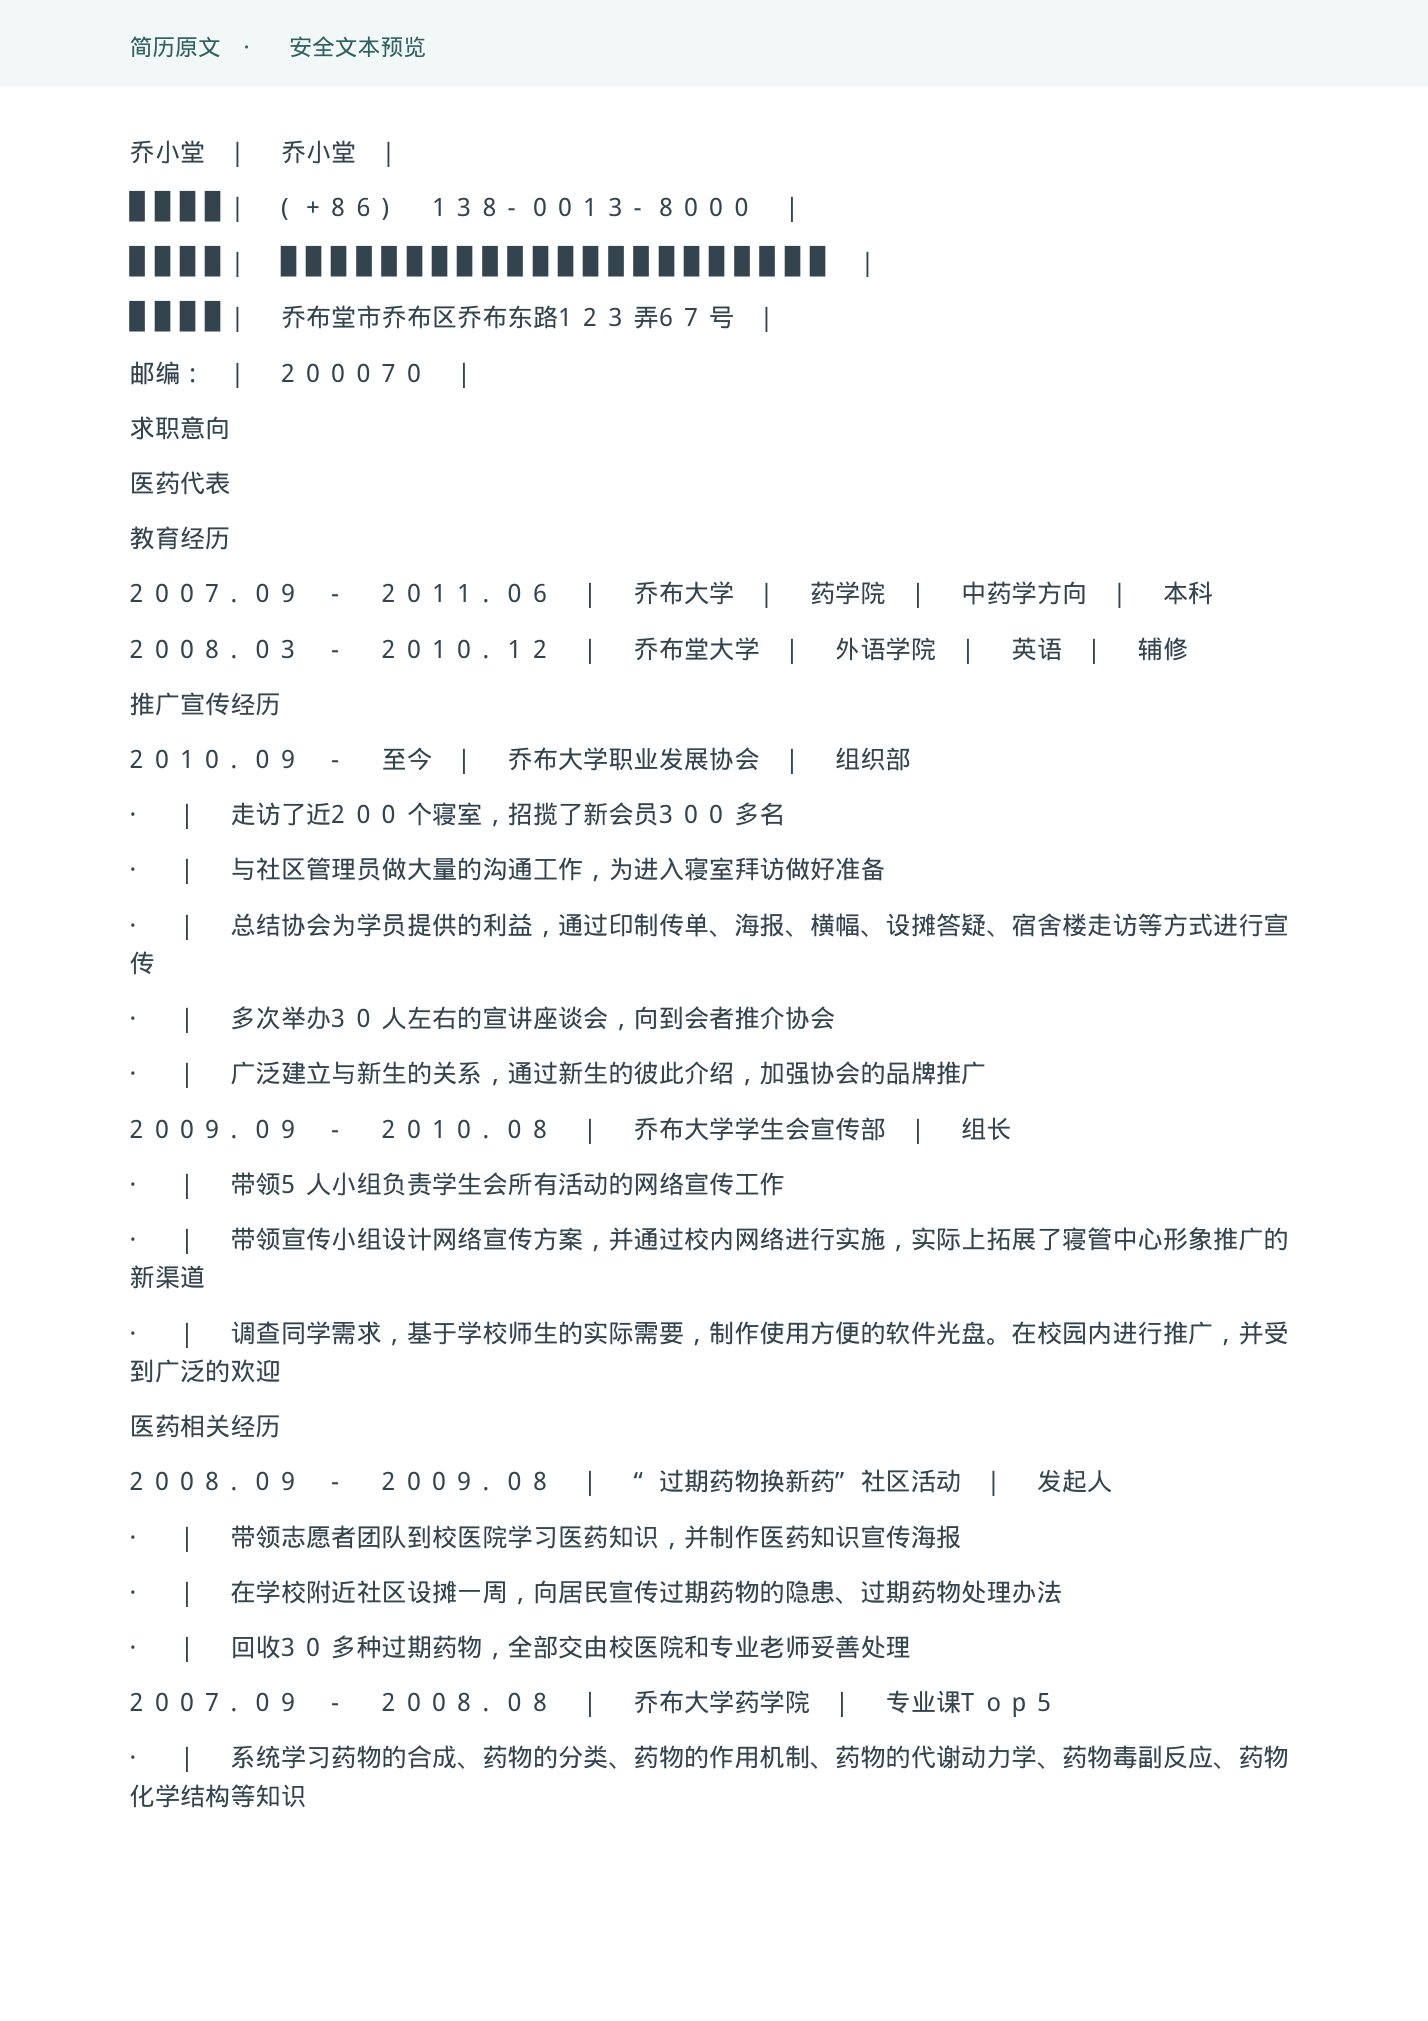 简历原文 · 安全文本预览
乔小堂 | 乔小堂 |
████ | (+86) 138-0013-8000 |
████ | ██████████████████████ |
████ | 乔布堂市乔布区乔布东路123弄67号 |
邮编: | 200070 |
求职意向
医药代表
教育经历
2007.09 - 2011.06 | 乔布大学 | 药学院 | 中药学方向 | 本科
2008.03 - 2010.12 | 乔布堂大学 | 外语学院 | 英语 | 辅修
推广宣传经历
2010.09 - 至今 | 乔布大学职业发展协会 | 组织部
· | 走访了近200个寝室,招揽了新会员300多名
· | 与社区管理员做大量的沟通工作,为进入寝室拜访做好准备
· | 总结协会为学员提供的利益,通过印制传单、海报、横幅、设摊答疑、宿舍楼走访等方式进行宣
传
· | 多次举办30人左右的宣讲座谈会,向到会者推介协会
· | 广泛建立与新生的关系,通过新生的彼此介绍,加强协会的品牌推广
2009.09 - 2010.08 | 乔布大学学生会宣传部 | 组长
· | 带领5人小组负责学生会所有活动的网络宣传工作
· | 带领宣传小组设计网络宣传方案,并通过校内网络进行实施,实际上拓展了寝管中心形象推广的
新渠道
· | 调查同学需求,基于学校师生的实际需要,制作使用方便的软件光盘。在校园内进行推广,并受
到广泛的欢迎
医药相关经历
2008.09 - 2009.08 | “过期药物换新药”社区活动 | 发起人
· | 带领志愿者团队到校医院学习医药知识,并制作医药知识宣传海报
· | 在学校附近社区设摊一周,向居民宣传过期药物的隐患、过期药物处理办法
· | 回收30多种过期药物,全部交由校医院和专业老师妥善处理
2007.09 - 2008.08 | 乔布大学药学院 | 专业课Top5
· | 系统学习药物的合成、药物的分类、药物的作用机制、药物的代谢动力学、药物毒副反应、药物
化学结构等知识